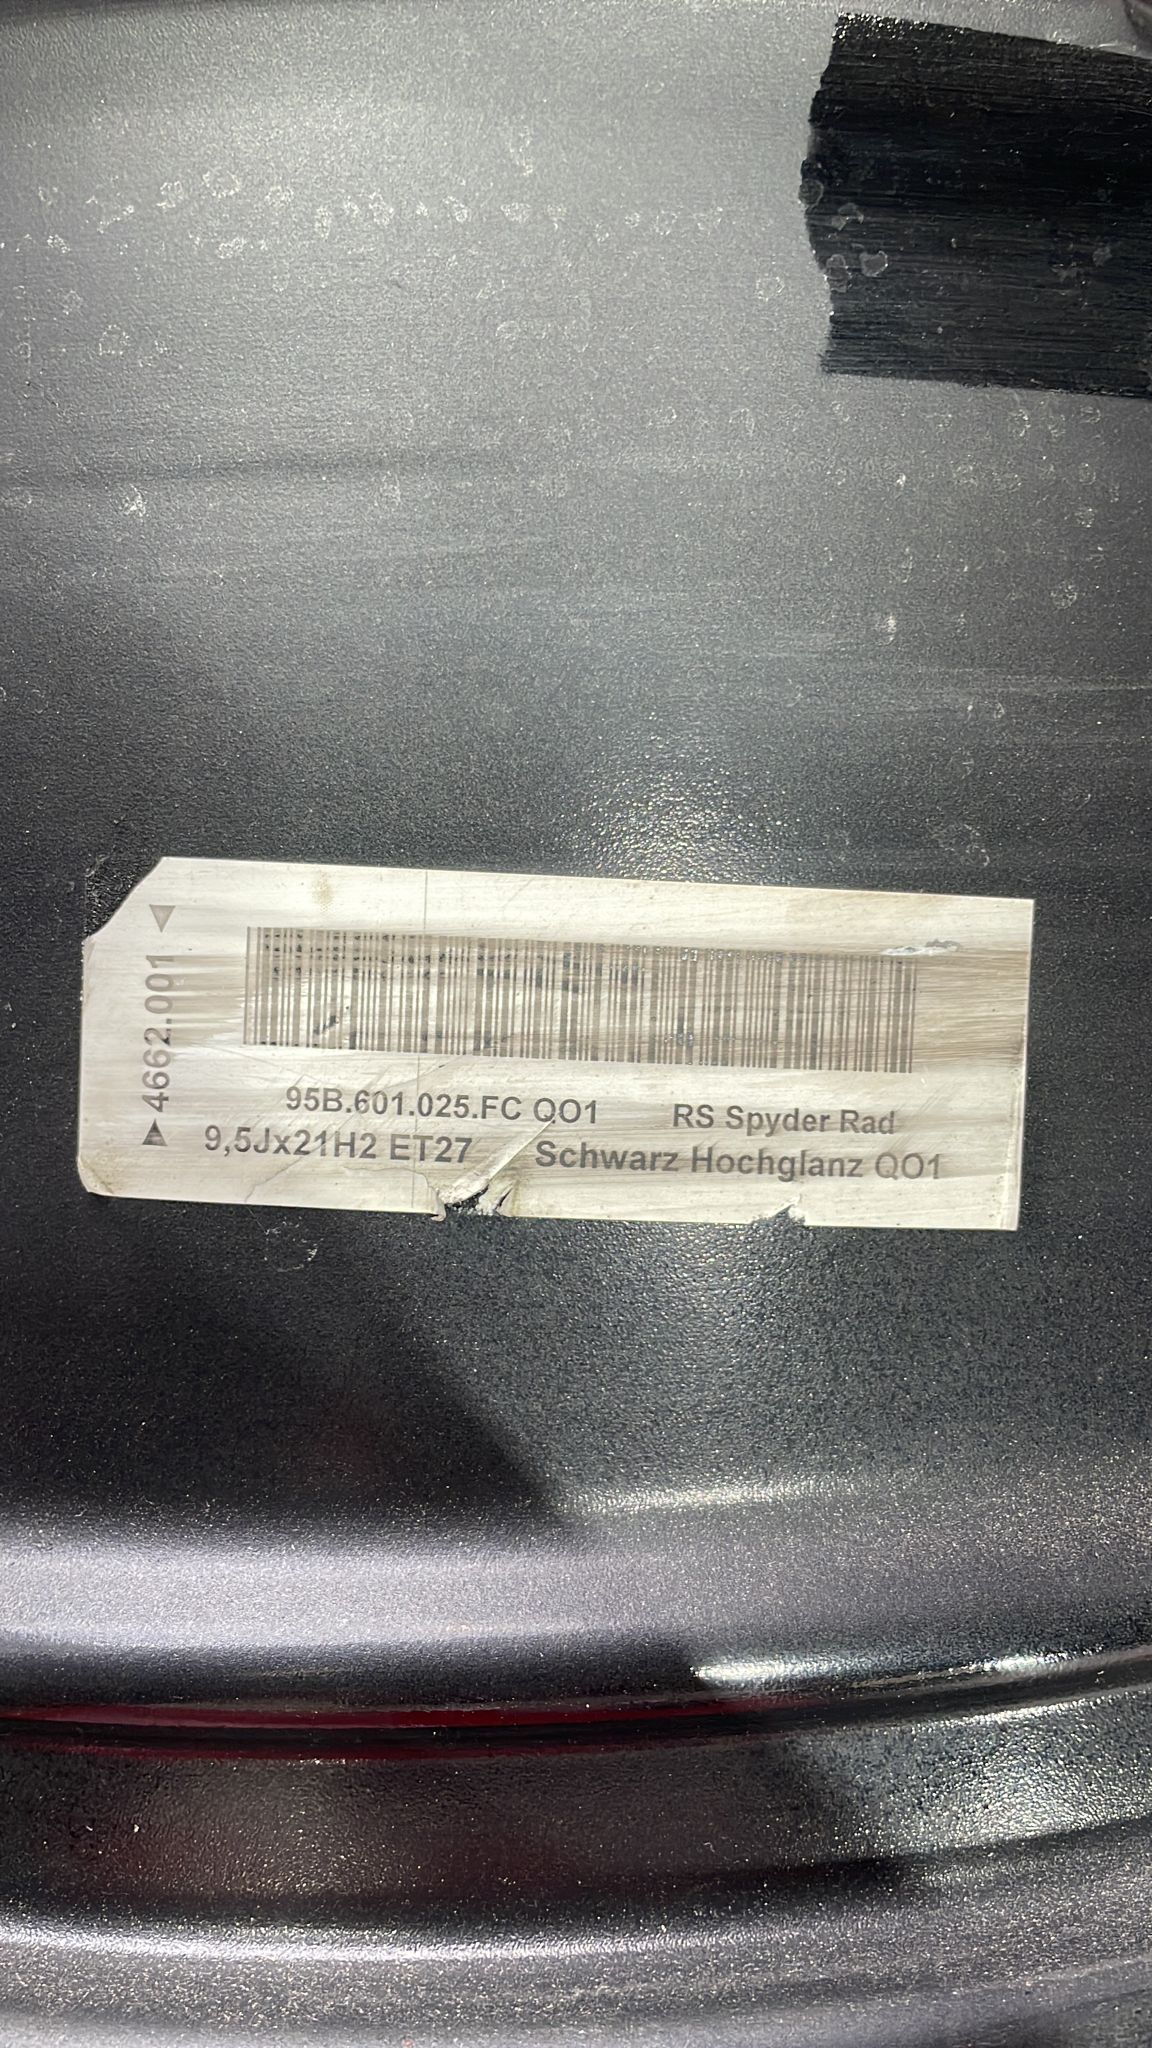 4662.001
95B.601.025.FC QO1 RS Spyder Rad
9,5Jx21H2 ET27 Schwarz Hochglanz QO1